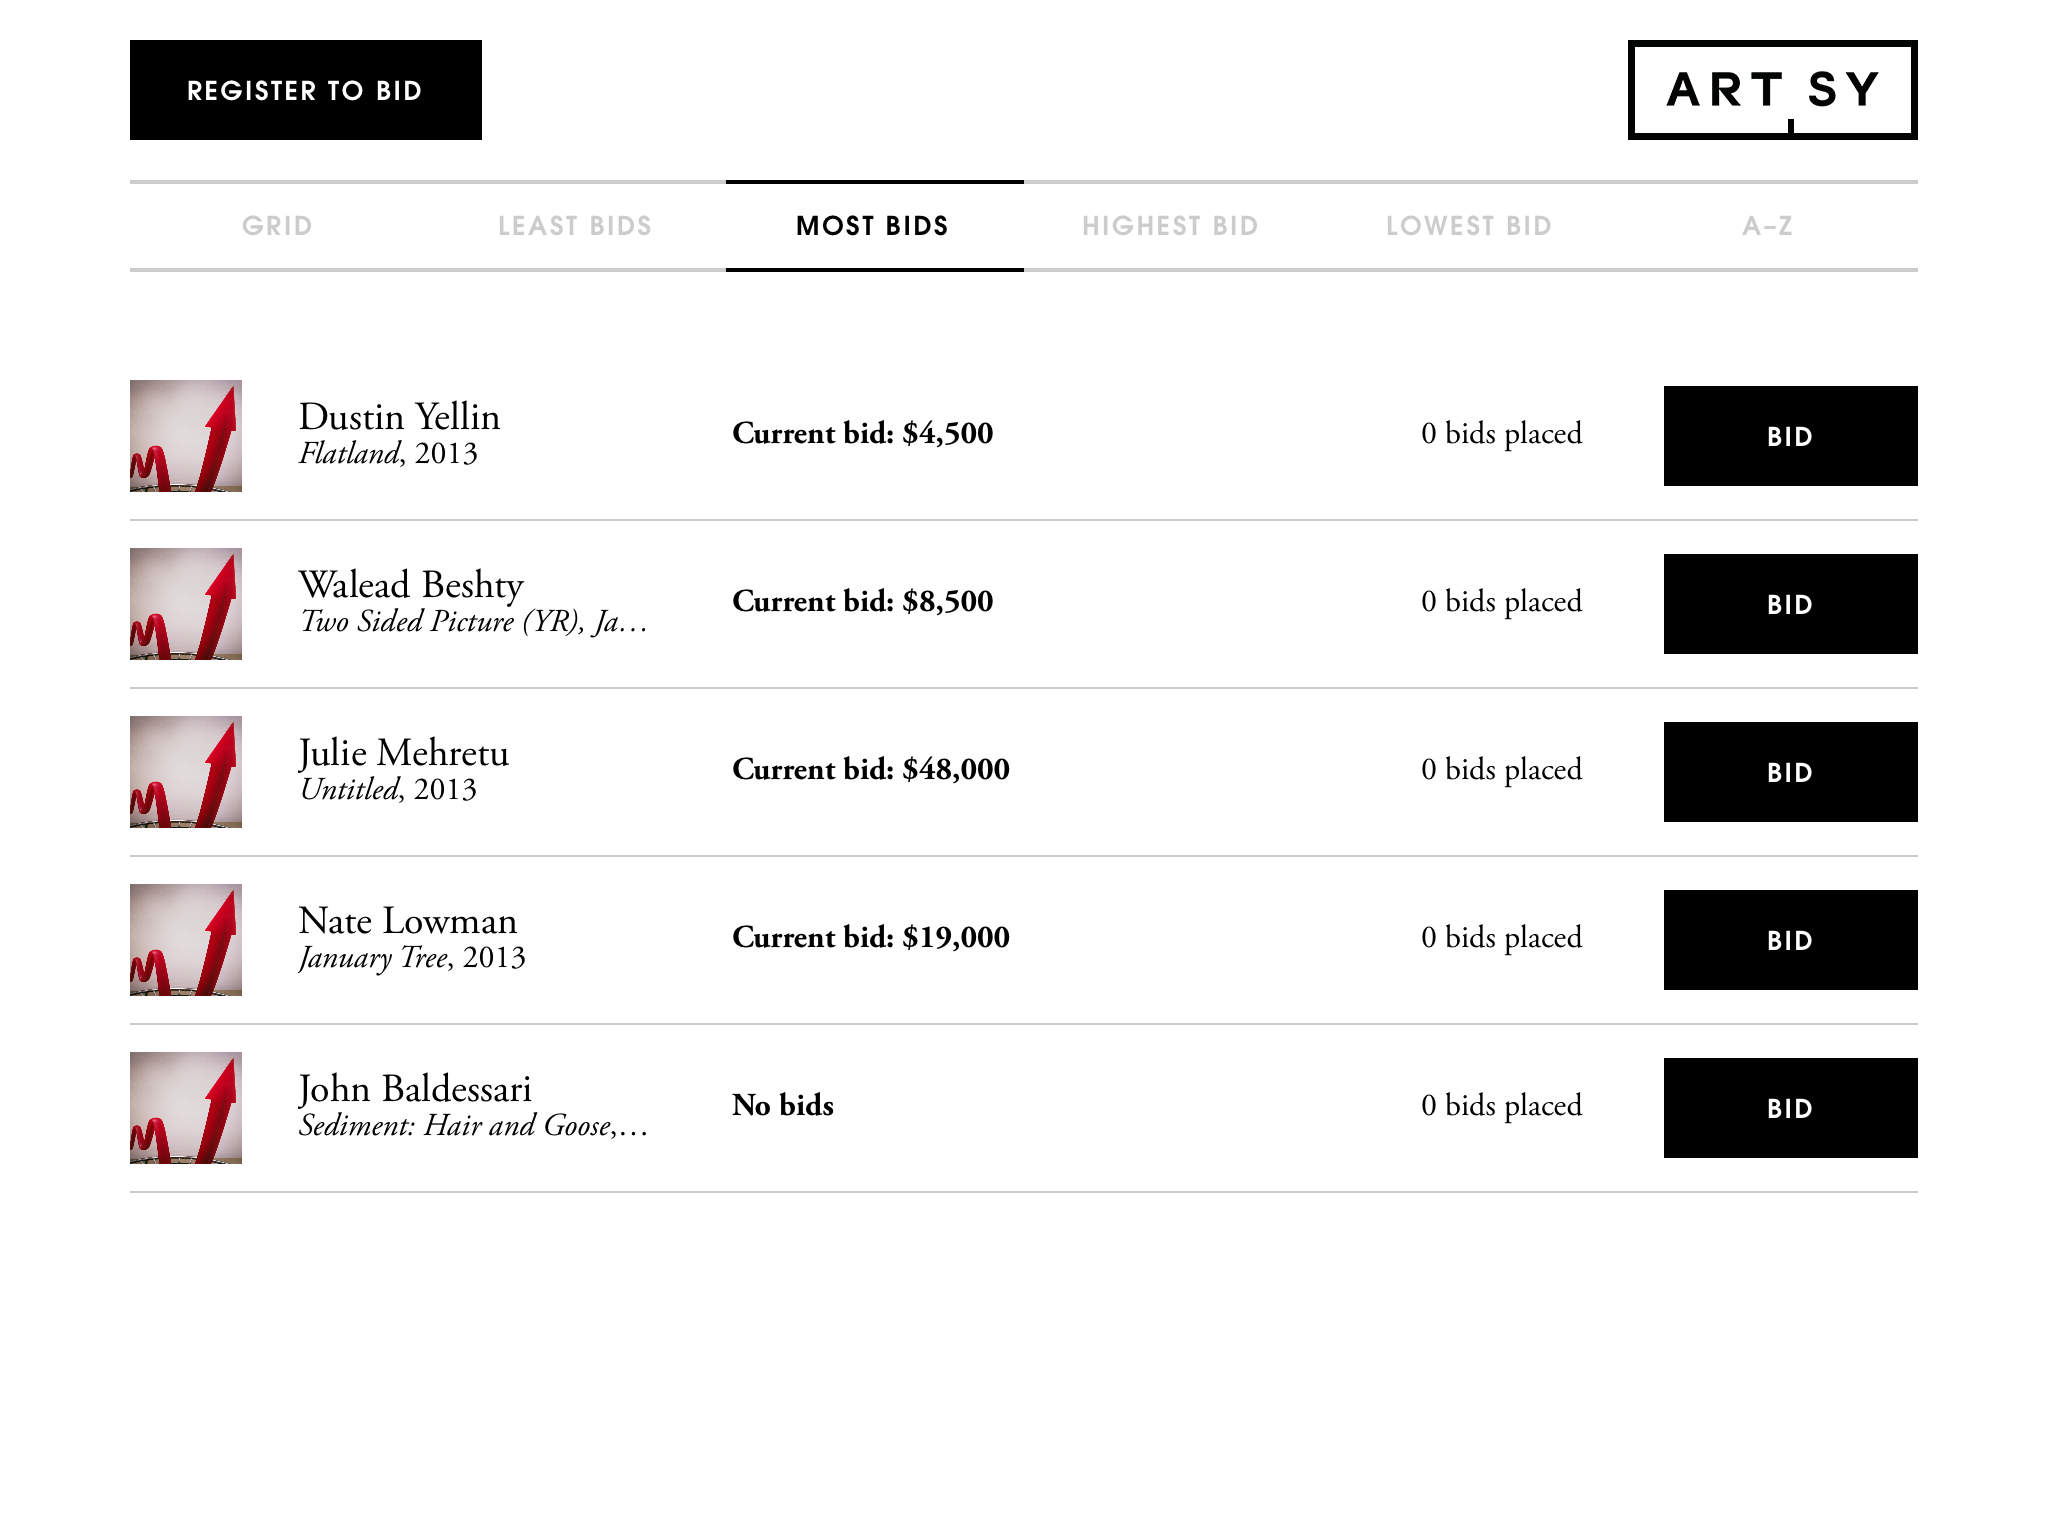 REGISTER TO BID
ARTSY
GRID LEAST BIDS MOST BIDS HIGHEST BID LOWEST BID A–Z
Dustin Yellin
Flatland, 2013
Current bid: $4,500
0 bids placed
BID
Walead Beshty
Two Sided Picture (YR), Ja…
Current bid: $8,500
0 bids placed
BID
Julie Mehretu
Untitled, 2013
Current bid: $48,000
0 bids placed
BID
Nate Lowman
January Tree, 2013
Current bid: $19,000
0 bids placed
BID
John Baldessari
Sediment: Hair and Goose,…
No bids
0 bids placed
BID